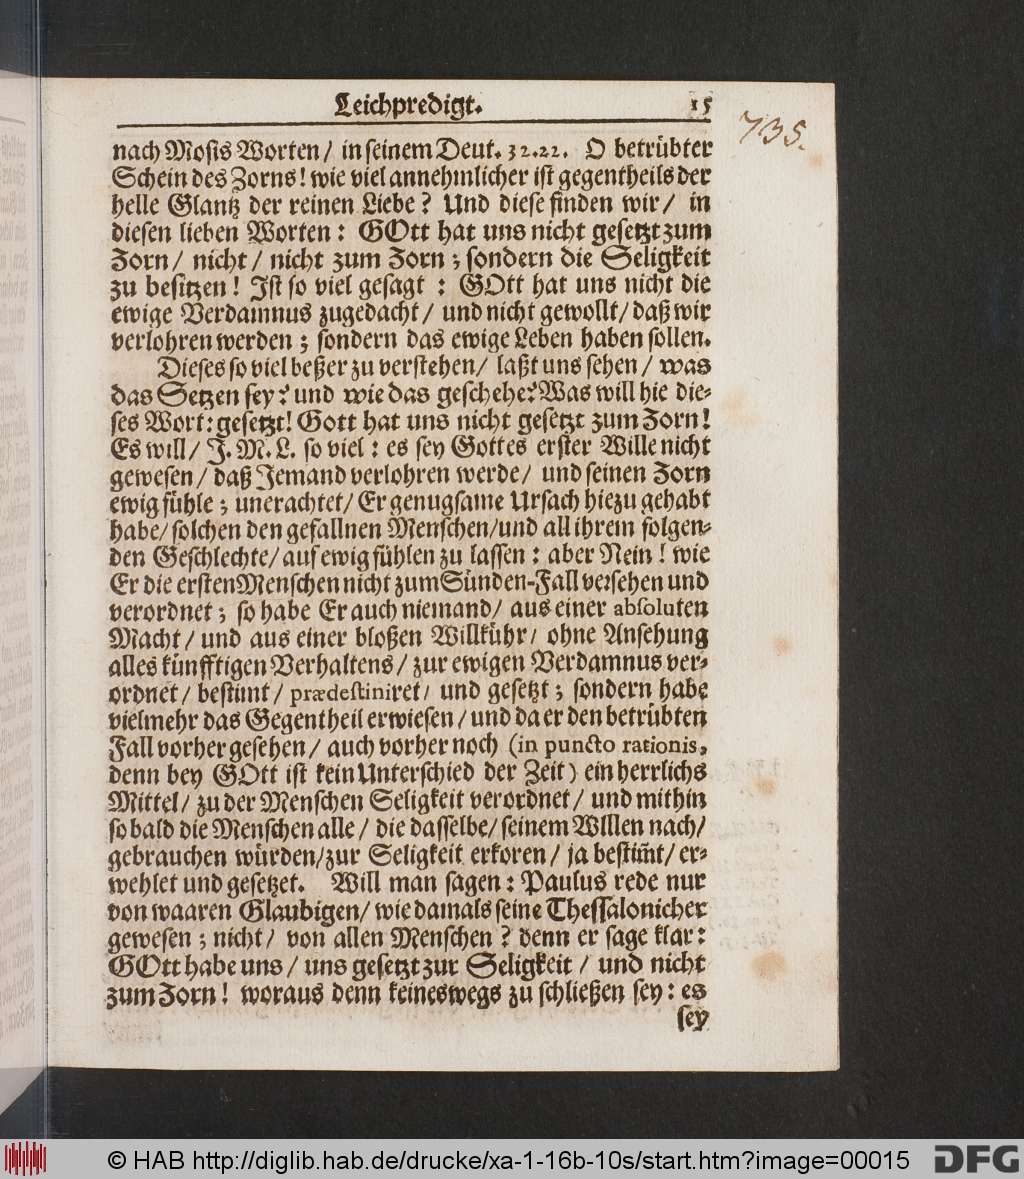 Leichpredigt. 15
735.
nach Mosis Worten / in seinem Deut. 32.22. O betrübter
Schein des Zorns! wie viel annehmlicher ist gegentheils der
helle Glantz der reinen Liebe? Und diese finden wir / in
diesen lieben Worten: GOtt hat uns nicht gesetzt zum
Zorn / nicht / nicht zum Zorn; sondern die Seligkeit
zu besitzen! Ist so viel gesagt: GOtt hat uns nicht die
ewige Verdamnus zugedacht / und nicht gewollt / daß wir
verlohren werden; sondern das ewige Leben haben sollen.
Dieses so viel beßer zu verstehen / laßt uns sehen / was
das Setzen sey? und wie das geschehe? Was will hie die-
ses Wort: gesetzt! Gott hat uns nicht gesetzt zum Zorn!
Es will / J. M. L. so viel: es sey Gottes erster Wille nicht
gewesen / daß Jemand verlohren werde / und seinen Zorn
ewig fühle; unerachtet / Er genugsame Ursach hiezu gehabt
habe / solchen den gefallnen Menschen / und all ihrem folgen-
den Geschlechte / auf ewig fühlen zu lassen: aber Nein! wie
Er die ersten Menschen nicht zum Sünden-Fall versehen und
verordnet; so habe Er auch niemand / aus einer absoluten
Macht / und aus einer bloßen Willkühr / ohne Ansehung
alles künfftigen Verhaltens / zur ewigen Verdamnus ver-
ordnet / bestimt / prædestiniret / und gesetzt; sondern habe
vielmehr das Gegentheil erwiesen / und da er den betrübten
Fall vorher gesehen / auch vorher noch (in puncto rationis,
denn bey GOtt ist kein Unterschied der Zeit) ein herrlichs
Mittel / zu der Menschen Seligkeit verordnet / und mithin
so bald die Menschen alle / die dasselbe / seinem WIllen nach /
gebrauchen würden / zur Seligkeit erkoren / ja bestim̃t / er-
wehlet und gesetzet. Will man sagen: Paulus rede nur
von waaren Glaubigen / wie damals seine Thessalonicher
gewesen; nicht / von allen Menschen? denn er sage klar:
GOtt habe uns / uns gesetzt zur Seligkeit / und nicht
zum Zorn! woraus denn keineswegs zu schließen sey: es
sey
© HAB http://diglib.hab.de/drucke/xa-1-16b-10s/start.htm?image=00015
DFG